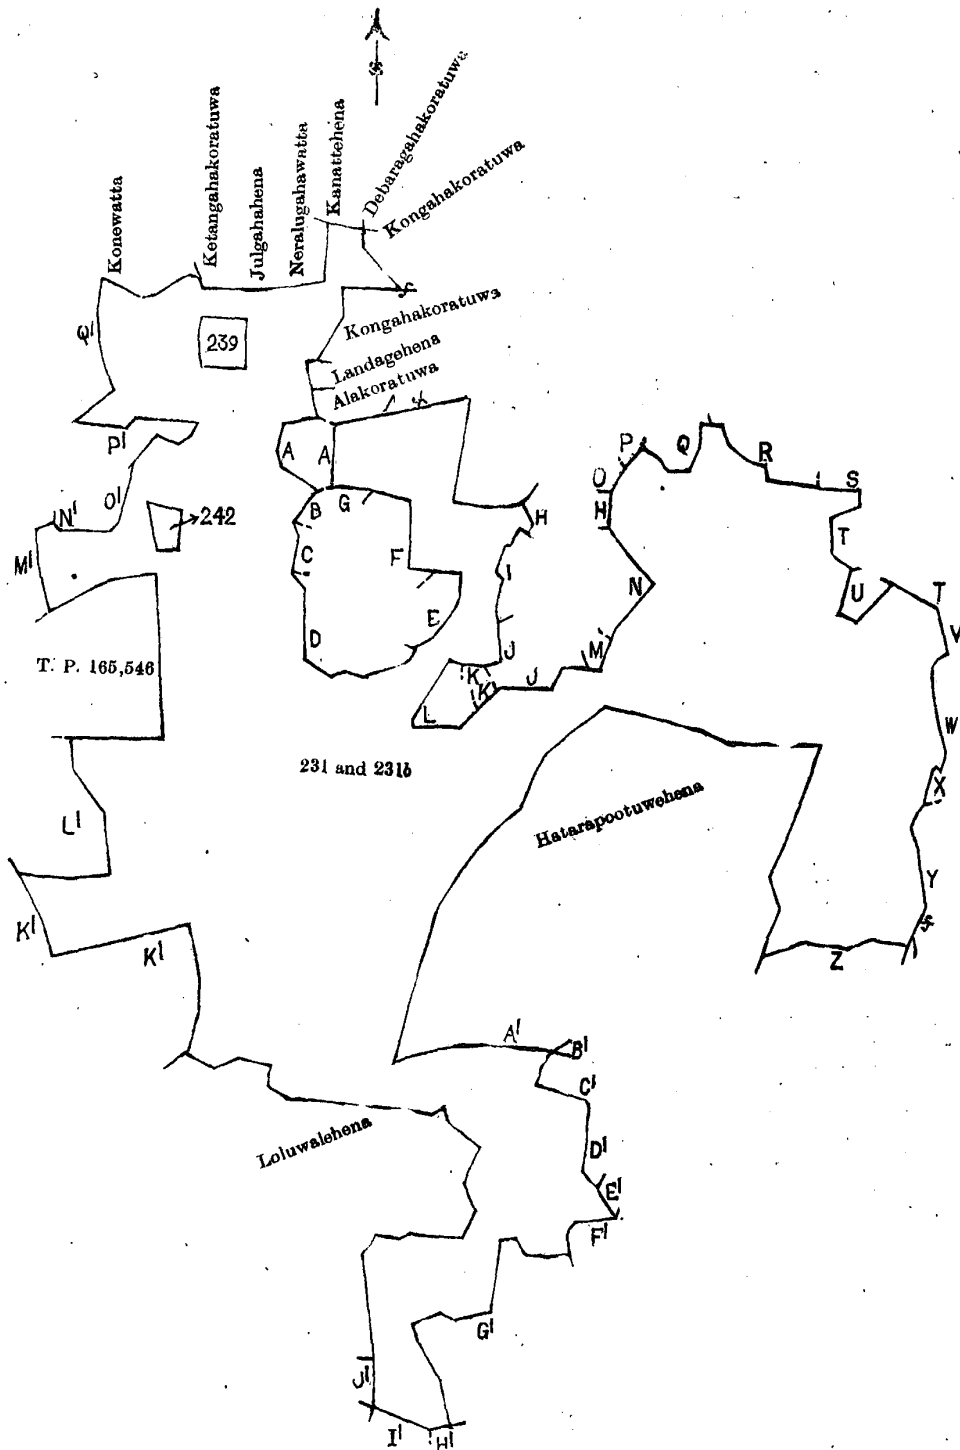 Konewatta
Ketangahakoratuwa
Julgahahena
Neralugahawatta
Kanattehena
Debaragahakoratuwa
Kongahakoratuwa
Q¹
239
Kongahakoratuwa
Landagehena
Alakoratuwa
P¹
A
A
P
Q
R
O
S
N¹
O¹
242
B
G
H
H
T
M¹
C
F
I
N
U
T
V
D
E
T. P. 165,546
J
M
K
K
J
L
W
231 and 231b
X
Hatarapootuwehena
L¹
Y
K¹
K¹
Z
A¹
B¹
C¹
Loluwalehena
D¹
E¹
F¹
G¹
J¹
I¹
H¹